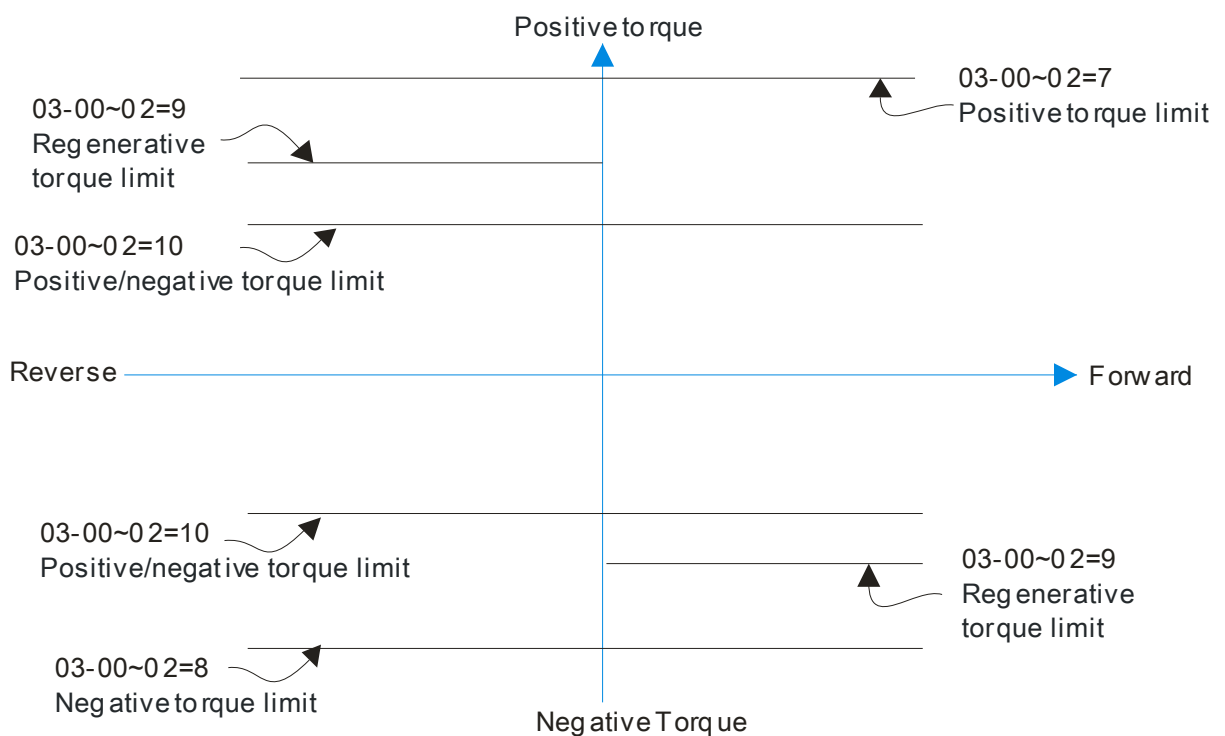 Positive torque
03-00~02=7
Positive torque limit
03-00~02=9
Regenerative
torque limit
03-00~02=10
Positive/negative torque limit
Reverse
Forward
03-00~02=10
Positive/negative torque limit
03-00~02=9
Regenerative
torque limit
03-00~02=8
Negative torque limit
Negative Torque